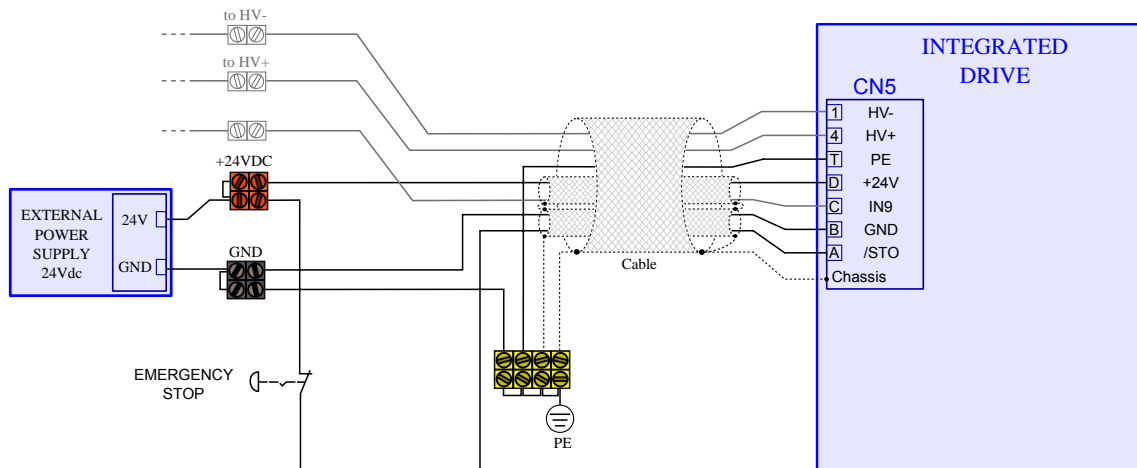 to HV-
to HV+
+24VDC
EXTERNAL
POWER
SUPPLY
24Vdc
24V
GND
GND
EMERGENCY
STOP
Cable
PE
INTEGRATED
DRIVE
CN5
1 HV-
4 HV+
T PE
D +24V
C IN9
B GND
A /STO
Chassis